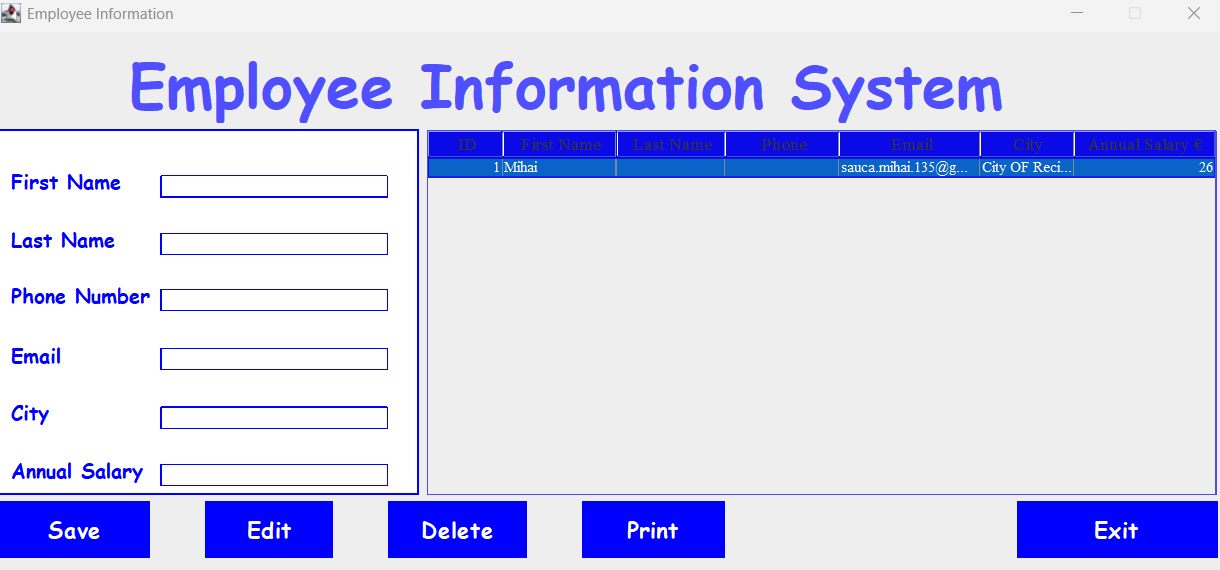 Employee Information
Employee Information System
First Name
Last Name
Phone Number
Email
City
Annual Salary
ID First Name Last Name Phone Email City Annual Salary €
1 Mihai sauca.mihai.135@g... City OF Reci... 26
Save Edit Delete Print Exit